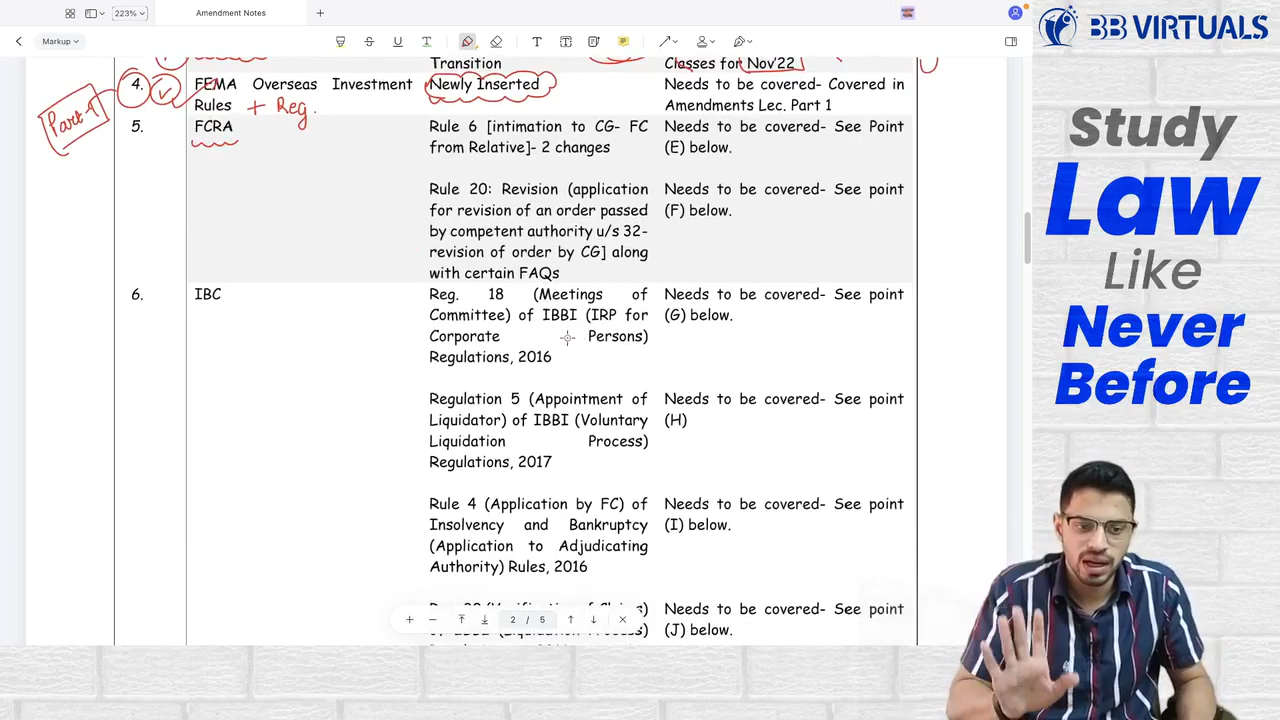 223%
Amendment Notes
+
BB VIRTUALS
Markup
Transition
Classes for Nov'22
4.
FEMA Overseas Investment Rules
+ Reg.
Newly Inserted
Needs to be covered- Covered in
Amendments Lec. Part 1
Part-1
5.
FCRA
Rule 6 [intimation to CG- FC
from Relative]- 2 changes
Needs to be covered- See Point
(E) below.
Rule 20: Revision (application
for revision of an order passed
by competent authority u/s 32-
revision of order by CG] along
with certain FAQs
Needs to be covered- See point
(F) below.
6.
IBC
Reg. 18 (Meetings of
Committee) of IBBI (IRP for
Corporate Persons)
Regulations, 2016
Needs to be covered- See point
(G) below.
Regulation 5 (Appointment of
Liquidator) of IBBI (Voluntary
Liquidation Process)
Regulations, 2017
Needs to be covered- See point
(H)
Rule 4 (Application by FC) of
Insolvency and Bankruptcy
(Application to Adjudicating
Authority) Rules, 2016
Needs to be covered- See point
(I) below.
Needs to be covered- See point
(J) below.
2 / 5
Study
Law
Like
Never
Before